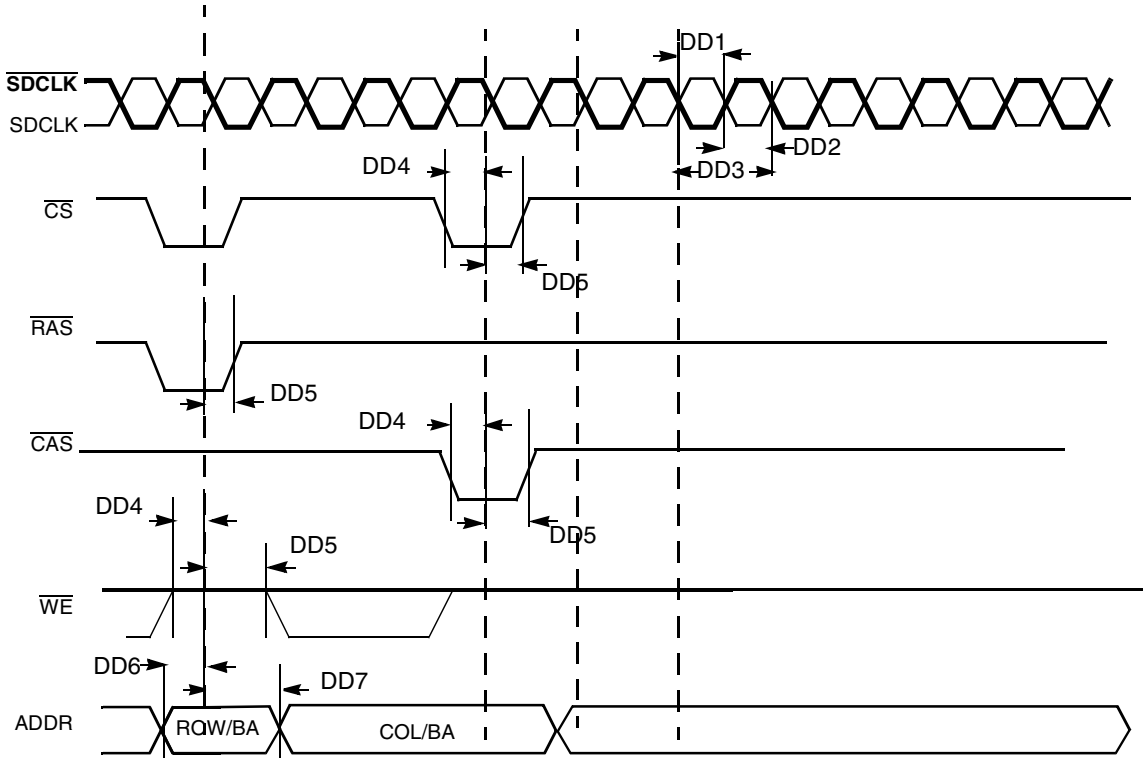 DD1
SDCLK
SDCLK
DD2
DD4
DD3
CS
DD5
RAS
DD5
DD4
CAS
DD4
DD5
DD5
WE
DD6
DD7
ADDR
ROW/BA
COL/BA